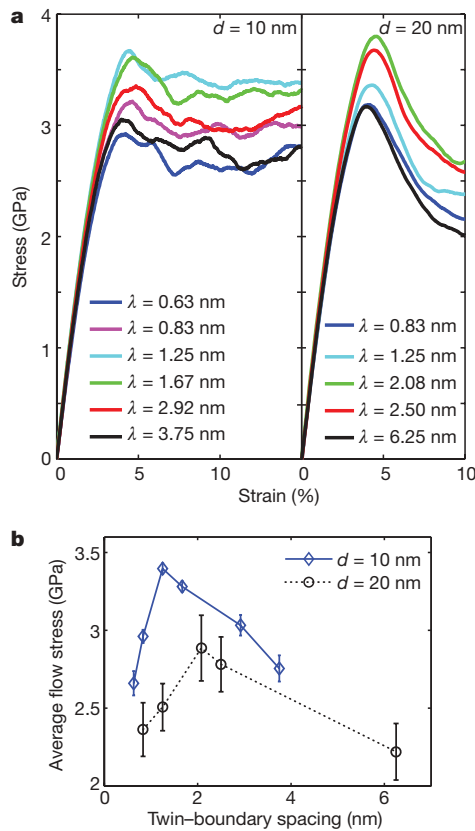 a
d = 10 nm
d = 20 nm
4
3
2
1
0
Stress (GPa)
λ = 0.63 nm
λ = 0.83 nm
λ = 1.25 nm
λ = 1.67 nm
λ = 2.92 nm
λ = 3.75 nm
λ = 0.83 nm
λ = 1.25 nm
λ = 2.08 nm
λ = 2.50 nm
λ = 6.25 nm
0 5 10 0 5 10
Strain (%)
b
3.5
3
2.5
2
Average flow stress (GPa)
d = 10 nm
d = 20 nm
0 2 4 6
Twin–boundary spacing (nm)